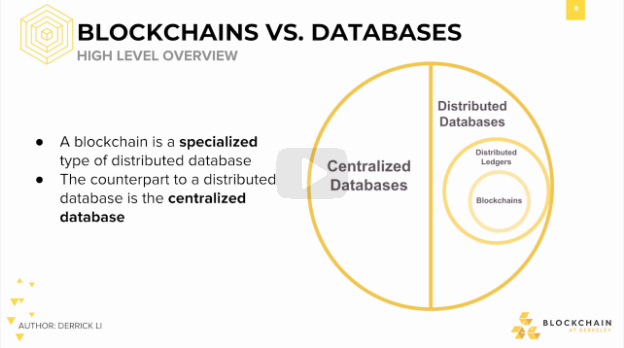 BLOCKCHAINS VS. DATABASES
HIGH LEVEL OVERVIEW
● A blockchain is a specialized
type of distributed database
● The counterpart to a distributed
database is the centralized
database
Centralized
Databases
Distributed
Databases
Distributed
Ledgers
Blockchains
AUTHOR: DERRICK LI
BLOCKCHAIN
AT BERKELEY